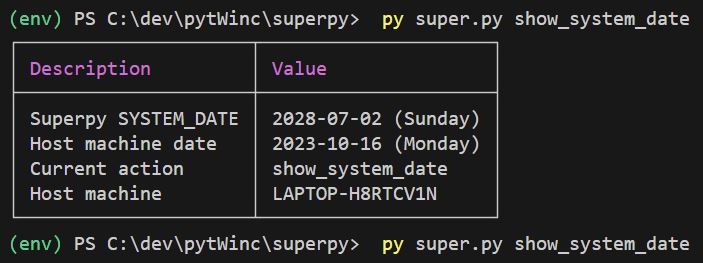 (env) PS C:\dev\pytWinc\superpy>  py super.py show_system_date
Description Value
Superpy SYSTEM_DATE 2028-07-02 (Sunday)
Host machine date 2023-10-16 (Monday)
Current action show_system_date
Host machine LAPTOP-H8RTCV1N
(env) PS C:\dev\pytWinc\superpy>  py super.py show_system_date